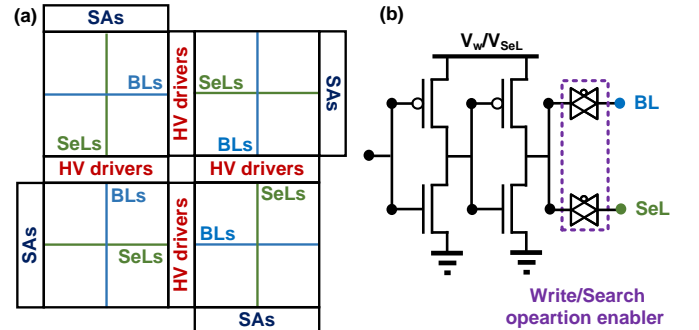 (a)
SAs
BLs
SeLs
HV drivers
SeLs
BLs
SAs
HV drivers
HV drivers
SAs
BLs
SeLs
HV drivers
SeLs
BLs
SAs
(b)
Vw/VSeL
BL
SeL
Write/Search
opeartion enabler